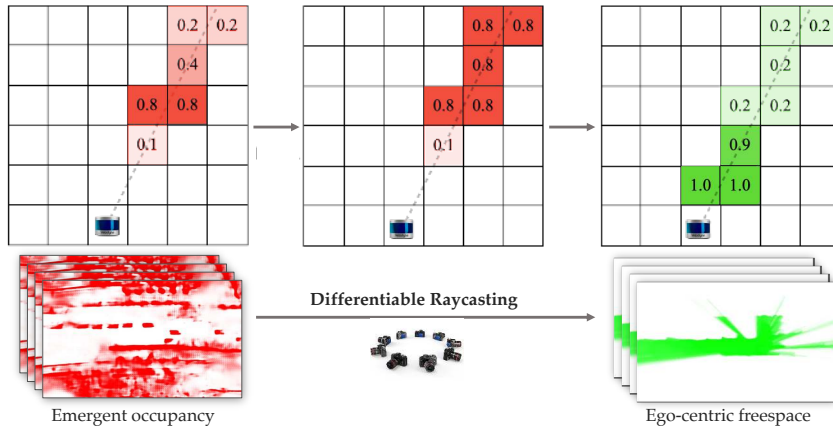 0.2 0.2 0.8 0.8 0.2 0.2
0.4 0.8 0.2
0.8 0.8 0.8 0.8 0.2 0.2
0.1 0.1 0.9
1.0 1.0
Differentiable Raycasting
Emergent occupancy Ego-centric freespace